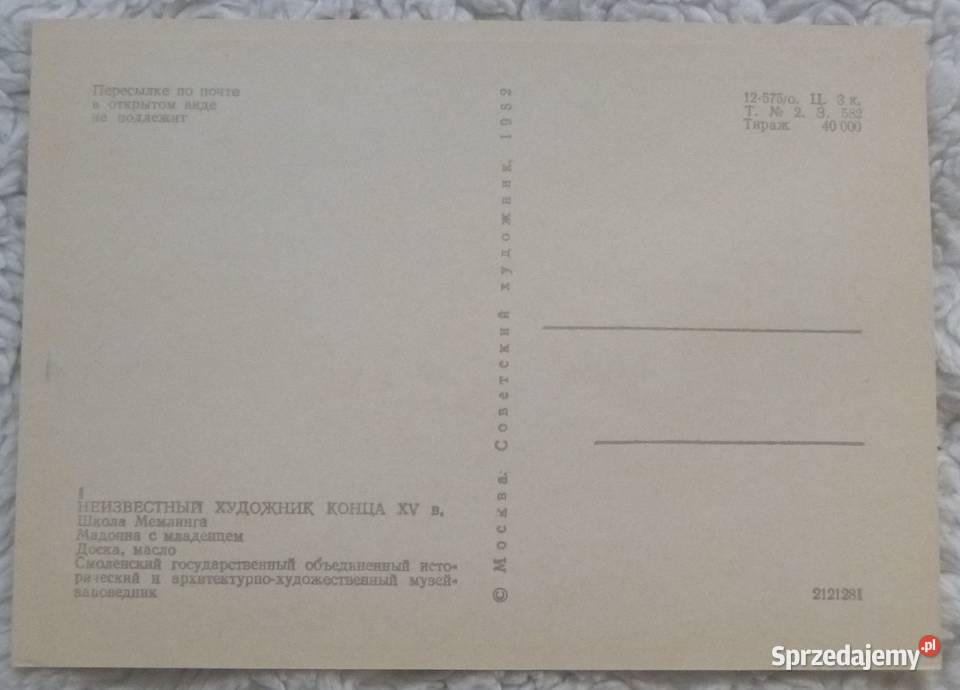 Пересылке по почте
в открытом виде
не подлежит
12-575/о. Ц. 3 к.
Т. № 2. З. 582
Тираж 40 000
© Москва. Советский художник. 1982
НЕИЗВЕСТНЫЙ ХУДОЖНИК КОНЦА XV в.
Школа Мемлинга
Мадонна с младенцем
Доска, масло
Смоленский государственный объединенный исто-
рический и архитектурно-художественный музей-
заповедник
2121281
Sprzedajemy.pl